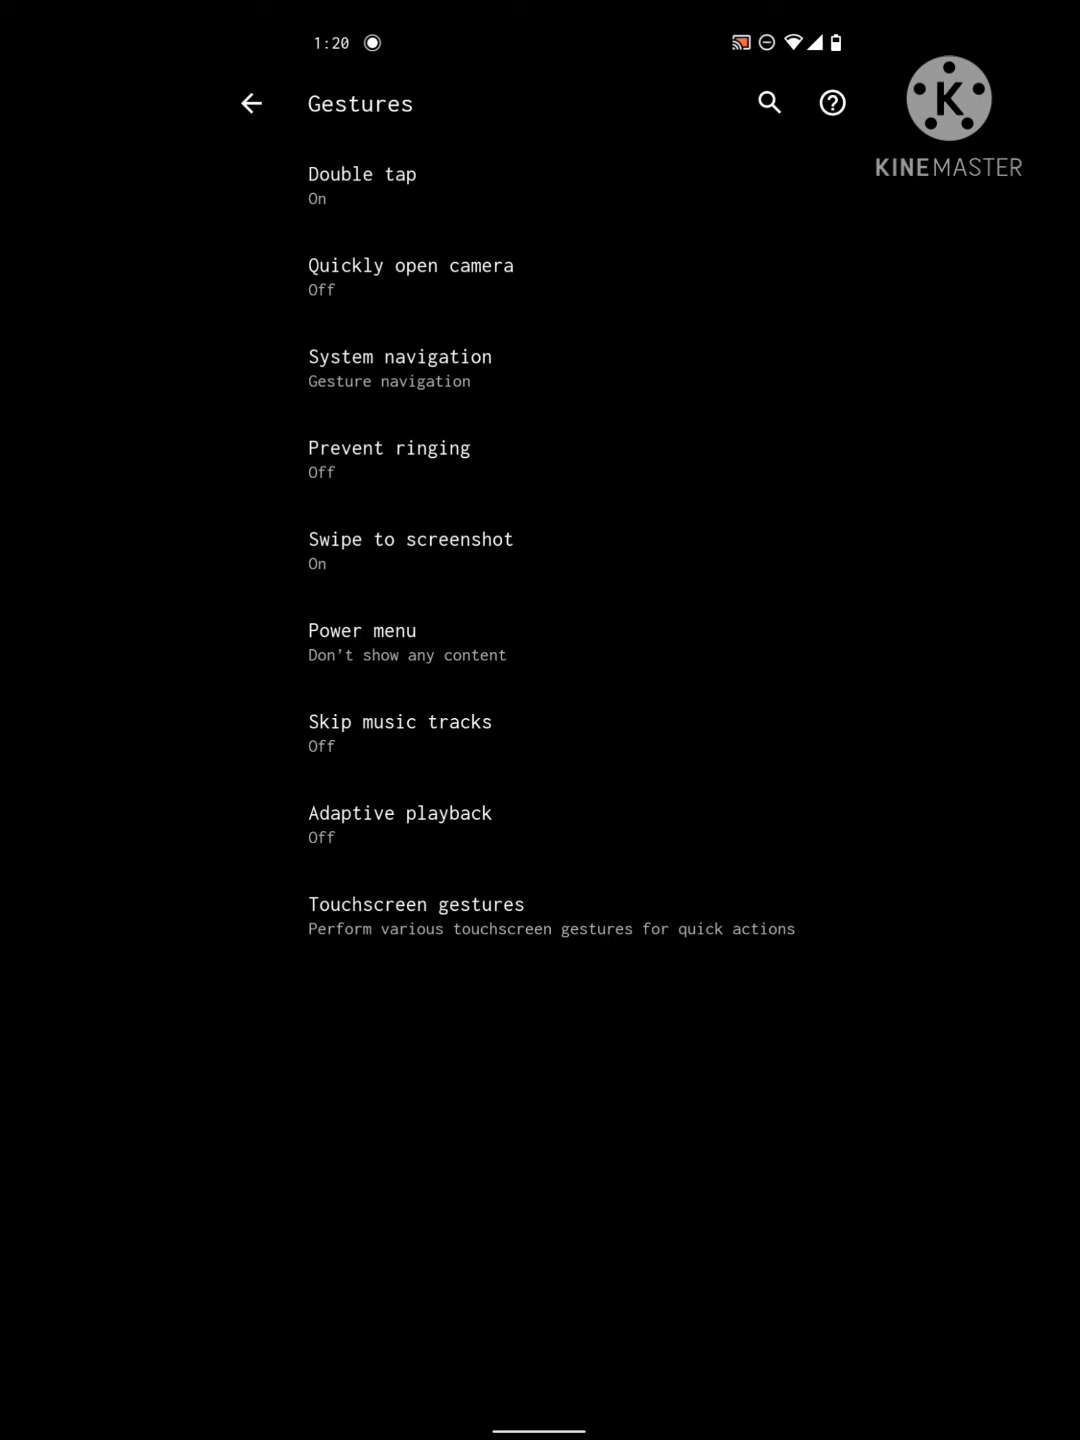 1:20
Gestures
K
KINEMASTER
Double tap
On
Quickly open camera
Off
System navigation
Gesture navigation
Prevent ringing
Off
Swipe to screenshot
On
Power menu
Don’t show any content
Skip music tracks
Off
Adaptive playback
Off
Touchscreen gestures
Perform various touchscreen gestures for quick actions